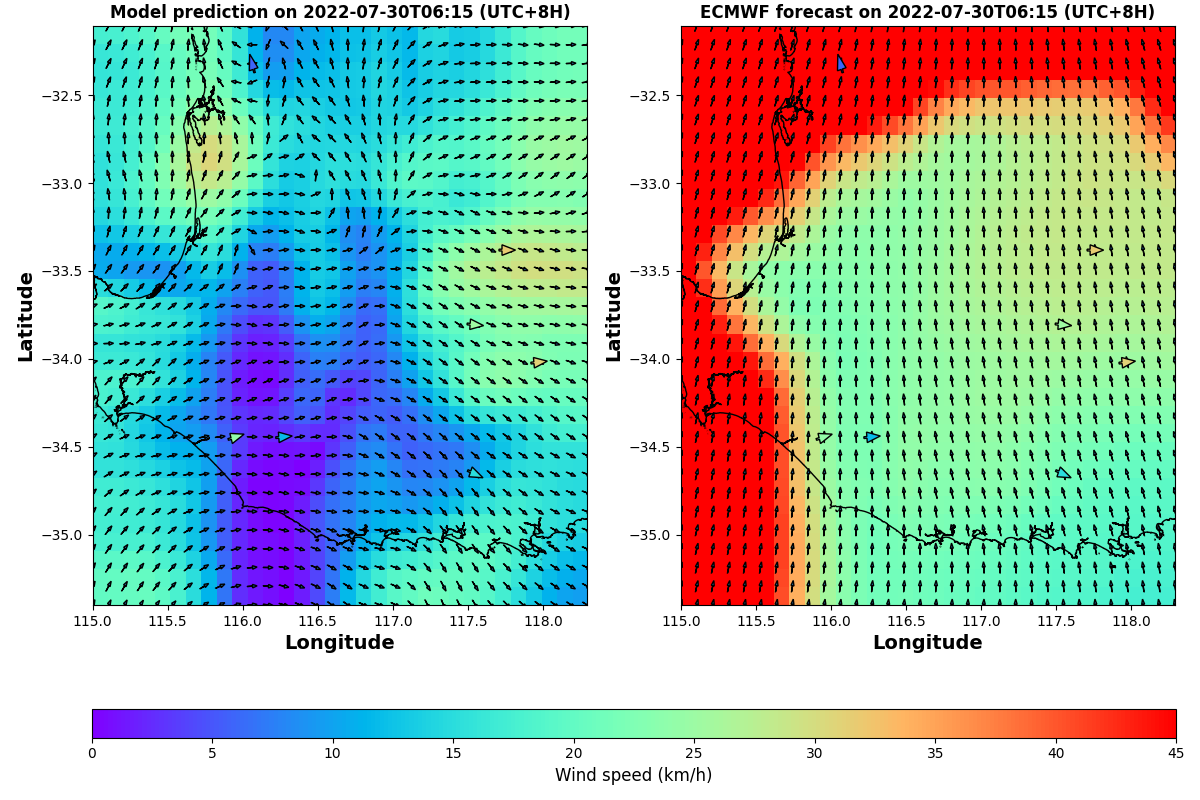 Model prediction on 2022-07-30T06:15 (UTC+8H)
ECMWF forecast on 2022-07-30T06:15 (UTC+8H)
Latitude
−32.5
−33.0
−33.5
−34.0
−34.5
−35.0
Latitude
−32.5
−33.0
−33.5
−34.0
−34.5
−35.0
115.0 115.5 116.0 116.5 117.0 117.5 118.0
Longitude
115.0 115.5 116.0 116.5 117.0 117.5 118.0
Longitude
0 5 10 15 20 25 30 35 40 45
Wind speed (km/h)